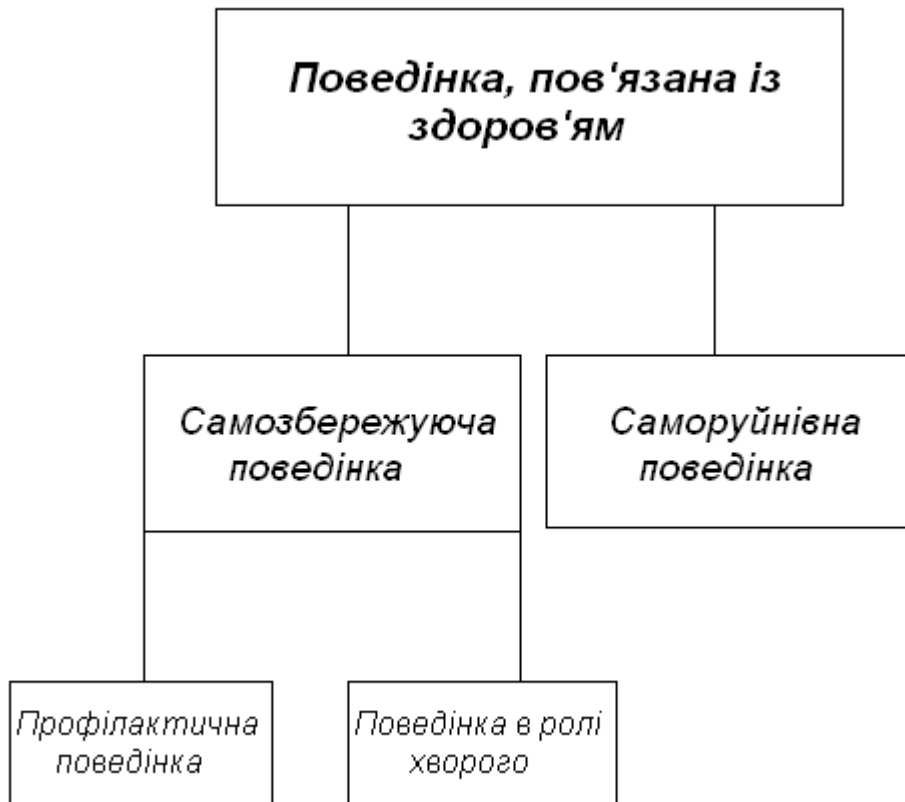 Поведінка, пов'язана із
здоров'ям
Самозбережуюча
поведінка
Саморуйнівна
поведінка
Профілактична
поведінка
Поведінка в ролі
хворого